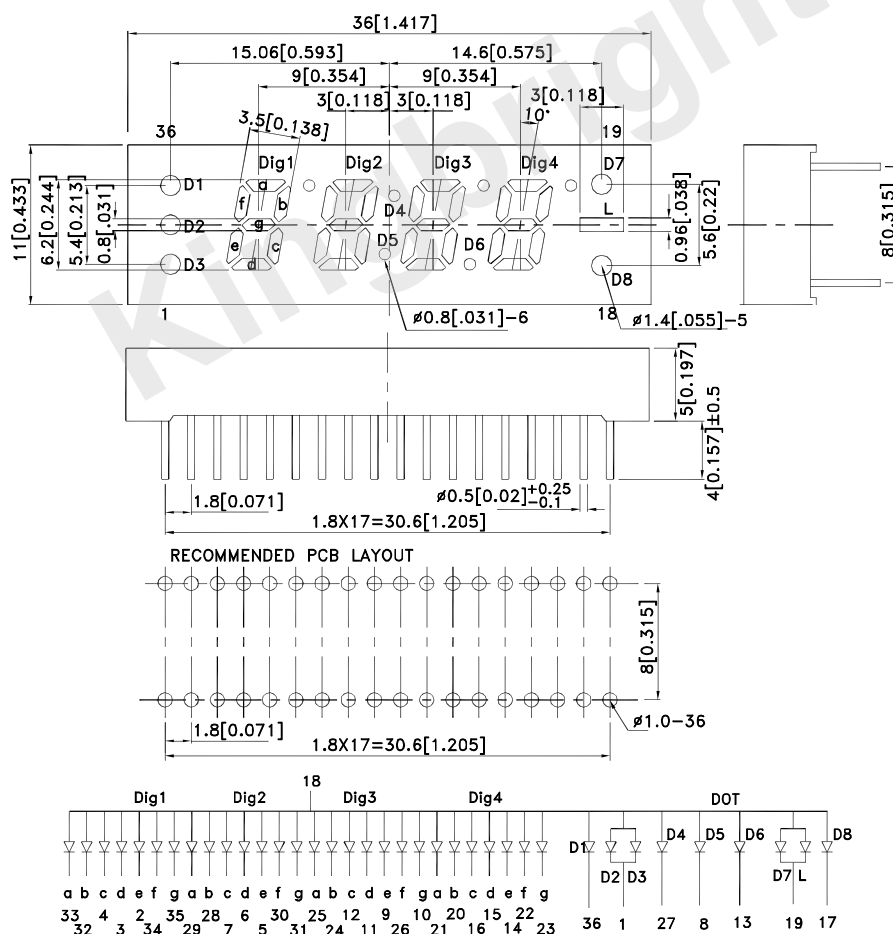 Kingbright
36[1.417]
15.06[0.593] 14.6[0.575]
9[0.354] 9[0.354]
3[0.118] 3[0.118] 3[0.118]
3.5[0.138] 10°
36 19
Dig1 Dig2 Dig3 Dig4 D7
D1 a
f b D4 L
D2 g
e c D5 D6
D3 d D8
1 18
11[0.433]
6.2[0.244]
5.4[0.213]
0.8[.031]
0.96[.038]
5.6[0.22]
8[0.315]
ø0.8[.031]-6 ø1.4[.055]-5
5[0.197]
4[0.157]±0.5
1.8[0.071] ø0.5[0.02]+0.25 -0.1
1.8X17=30.6[1.205]
RECOMMENDED PCB LAYOUT
8[0.315]
1.8[0.071] ø1.0-36
1.8X17=30.6[1.205]
18
Dig1 Dig2 Dig3 Dig4 DOT
D1 D4 D5 D6 D8
D2 D3 D7 L
a b c d e f g a b c d e f g a b c d e f g a b c d e f g
33 4 2 35 28 6 30 25 12 9 10 20 15 22 36 1 27 8 13 19 17
32 3 34 29 7 5 31 24 11 26 21 16 14 23